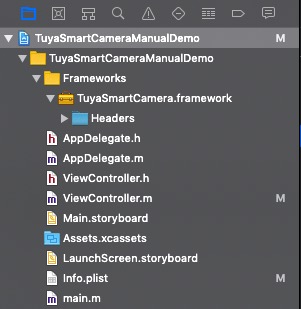 TuyaSmartCameraManualDemo M
TuyaSmartCameraManualDemo
Frameworks
TuyaSmartCamera.framework
Headers
h AppDelegate.h
m AppDelegate.m
h ViewController.h
m ViewController.m M
Main.storyboard
Assets.xcassets
LaunchScreen.storyboard
Info.plist M
m main.m